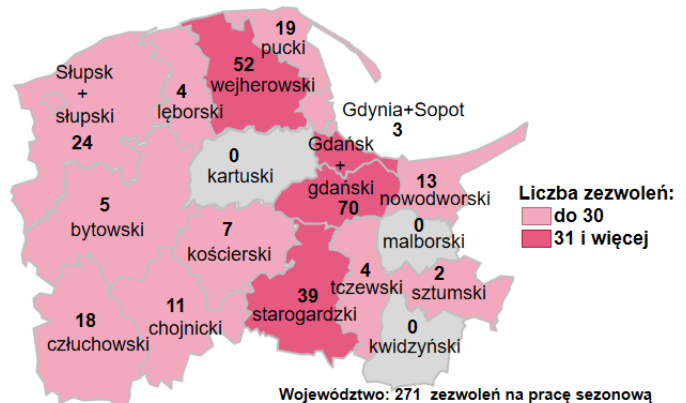 19
pucki
52
wejherowski
Słupsk
+
słupski
24
4
lęborski
Gdynia+Sopot
3
0
kartuski
Gdańsk
+
gdański
70
13
nowodworski
Liczba zezwoleń:
do 30
31 i więcej
5
bytowski
7
kościerski
0
malborski
4
tczewski
2
sztumski
18
człuchowski
11
chojnicki
39
starogardzki
0
kwidzyński
Województwo: 271 zezwoleń na pracę sezonową